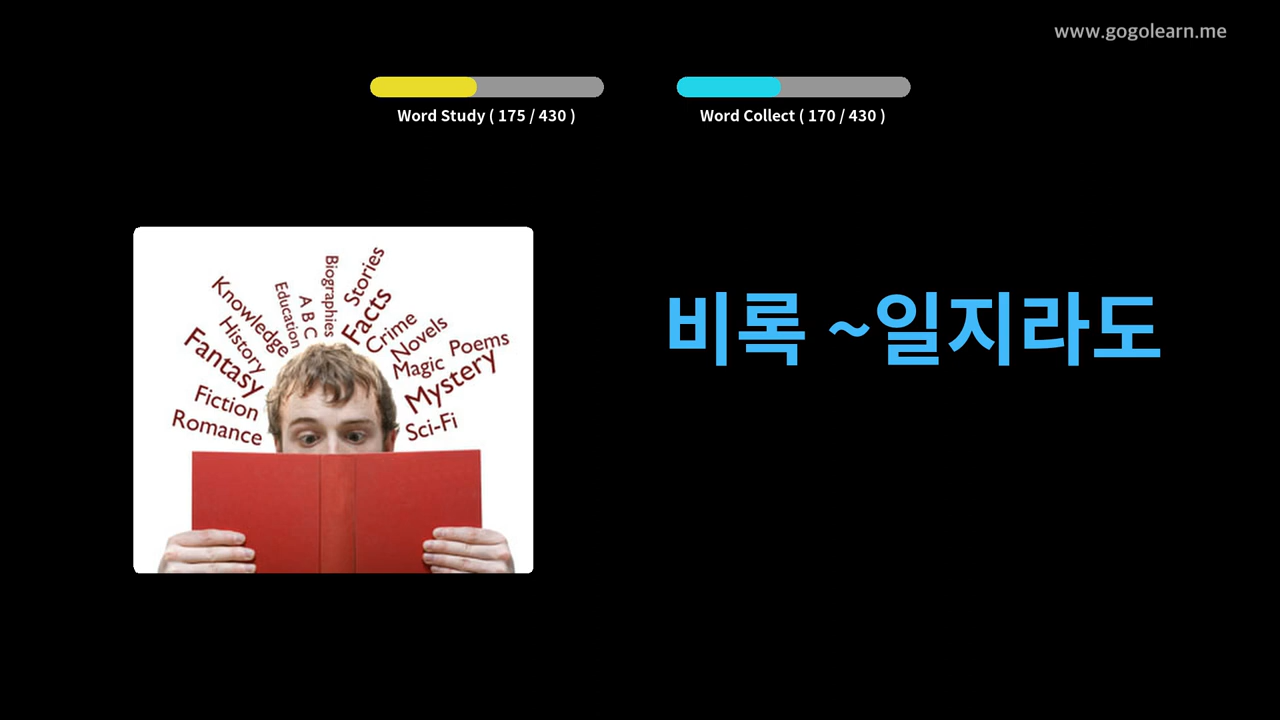 www.gogolearn.me
Word Study ( 175 / 430 )
Word Collect ( 170 / 430 )
Biographies
Stories
Knowledge
Education
A B C
Facts
History
Crime
Novels
Fantasy
Magic
Poems
Mystery
Fiction
Romance
Sci-Fi
비록 ~일지라도